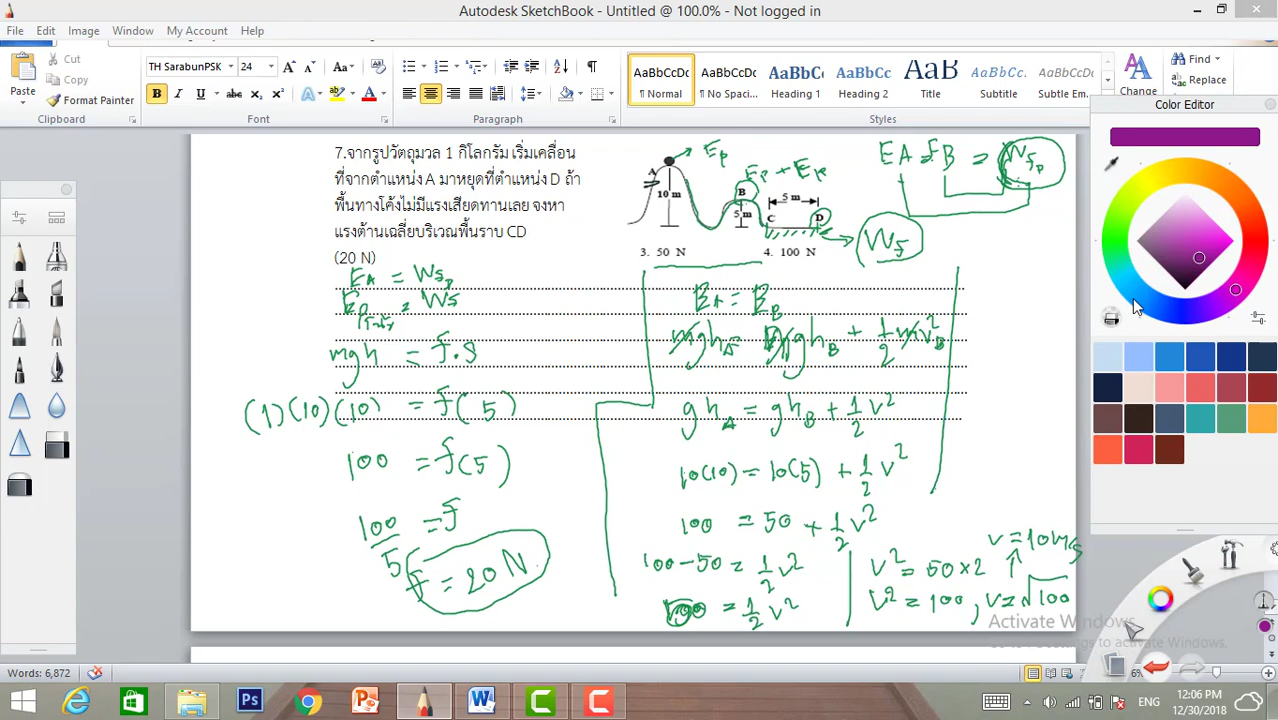 Autodesk SketchBook - Untitled @ 100.0% - Not logged in
File Edit Image Window My Account Help
Paste
Cut
Copy
Format Painter
Clipboard
TH SarabunPSK 24
B I U abc
Font
Paragraph
AaBbCcDc AaBbCcDc AaBbC AaBbCc AaB AaBbCcD AaBbCcD
¶ Normal ¶ No Spaci... Heading 1 Heading 2 Title Subtitle Subtle Em...
Styles
Change
Find
Replace
Color Editor
7.จากรูปวัตถุมวล 1 กิโลกรัม เริ่มเคลื่อน
ที่จากตำแหน่ง A มาหยุดที่ตำแหน่ง D ถ้า
พื้นทางโค้งไม่มีแรงเสียดทานเลย จงหา
แรงต้านเฉลี่ยบริเวณพื้นราบ CD
(20 N)
A
10 m
B
5 m
C
5 m
D
3. 50 N 4. 100 N
Ep
Ep + Ek
Wf
EA = EB = WfD
EA = WfD
Ep = Wf
mgh = f.s
(1)(10)(10) = f(5)
100 = f(5)
100/5 = f
f = 20 N
EA = EB
mghA = mghB + 1/2 mvB²
ghA = ghB + 1/2 v²
10(10) = 10(5) + 1/2 v²
100 = 50 + 1/2 v²
100-50 = 1/2 v²
= 1/2 v²
v² = 50×2
v² = 100, v = √100
v = 10 m/s
Activate Windows
Words: 6,872
ENG
12:06 PM
12/30/2018